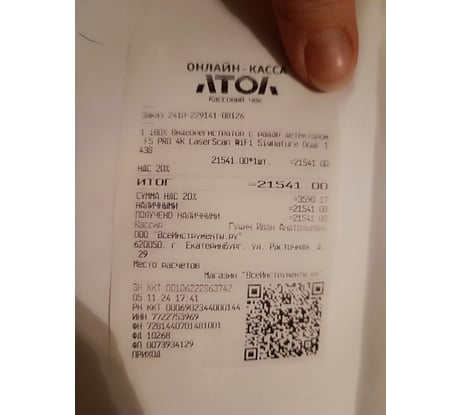 ОНЛАЙН-КАССА
АТОЛ
Кассовый чек
Заказ 2410-229141-08126
1 iBOX Видеорегистратор с радар детектором
FS PRO 4K LaserScan WiFi Signature Dual 1
438
21541.00*1шт. =21541.00
НДС 20%
ИТОГ =21541.00
СУММА НДС 20% =3590.17
НАЛИЧНЫМИ =21541.00
ПОЛУЧЕНО НАЛИЧНЫМИ =21541.00
Кассир Гущин Иван Анатольевич
ООО "ВсеИнструменты.ру"
620050, г. Екатеринбург, ул. Расточная д
29
Место расчетов
Магазин "ВсеИнструменты.ру"
ЗН ККТ 00106222863742
05.11.24 17:41
РН ККТ 0006902344000144
ИНН 7722753969
ФН 7281440701481001
ФД 10268
ФП 0073934129
ПРИХОД